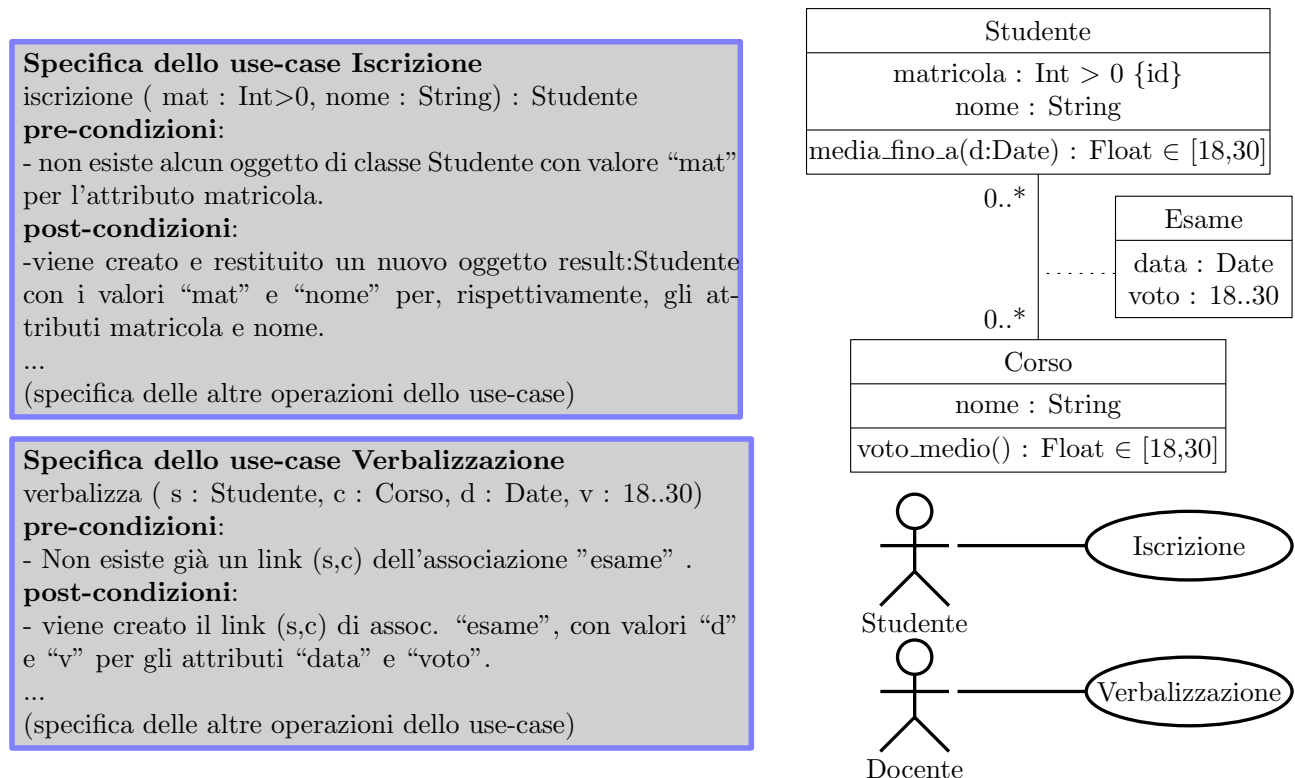 Specifica dello use-case Iscrizione
iscrizione ( mat : Int>0, nome : String) : Studente
pre-condizioni:
- non esiste alcun oggetto di classe Studente con valore “mat”
per l'attributo matricola.
post-condizioni:
-viene creato e restituito un nuovo oggetto result:Studente
con i valori “mat” e “nome” per, rispettivamente, gli at-
tributi matricola e nome.
...
(specifica delle altre operazioni dello use-case)
Specifica dello use-case Verbalizzazione
verbalizza ( s : Studente, c : Corso, d : Date, v : 18..30)
pre-condizioni:
- Non esiste già un link (s,c) dell'associazione ”esame” .
post-condizioni:
- viene creato il link (s,c) di assoc. “esame”, con valori “d”
e “v” per gli attributi “data” e “voto”.
...
(specifica delle altre operazioni dello use-case)
Studente
matricola : Int > 0 {id}
nome : String
media_fino_a(d:Date) : Float ∈ [18,30]
0..*
Esame
data : Date
voto : 18..30
0..*
Corso
nome : String
voto_medio() : Float ∈ [18,30]
Iscrizione
Studente
Verbalizzazione
Docente